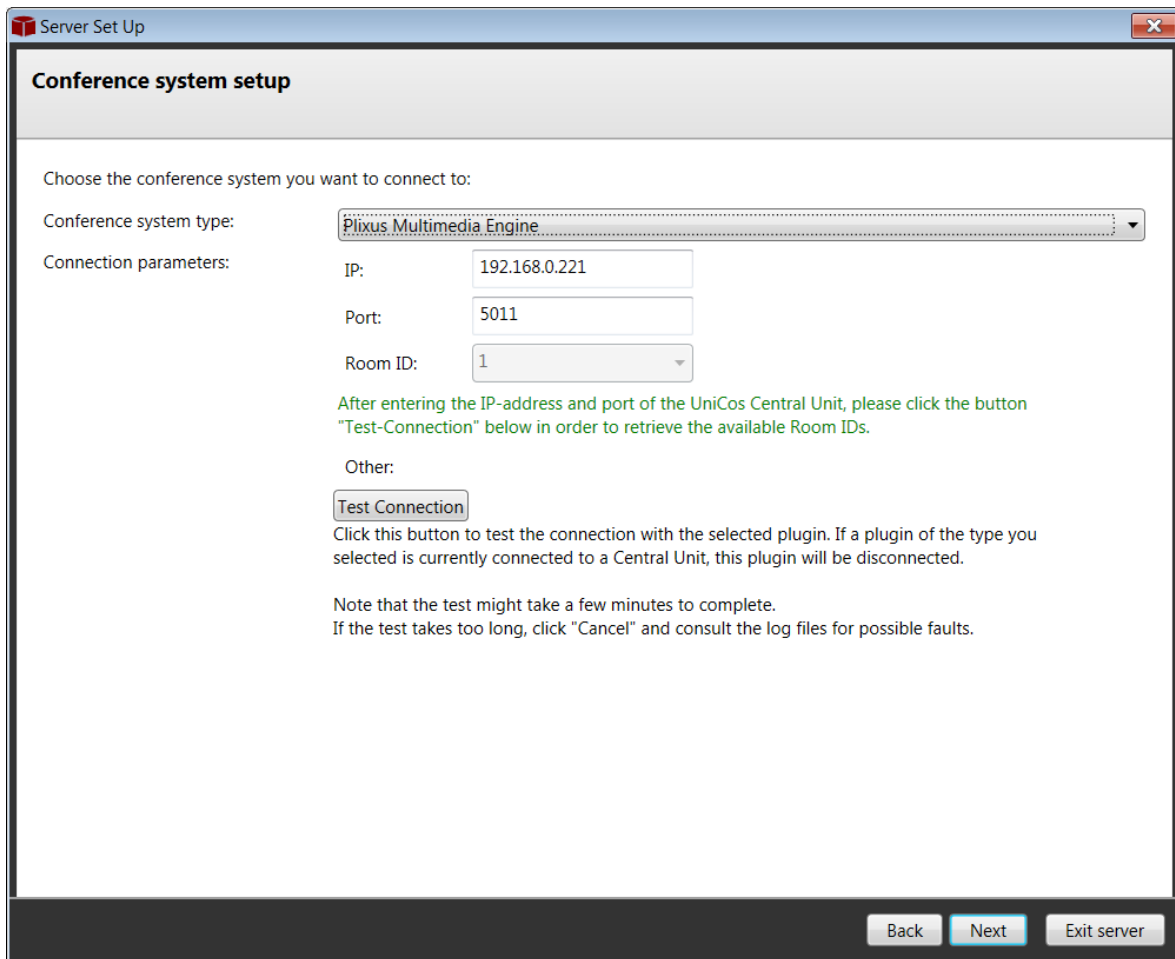 Server Set Up
Conference system setup
Choose the conference system you want to connect to:
Conference system type:
Plixus Multimedia Engine
Connection parameters:
IP:
192.168.0.221
Port:
5011
Room ID:
1
After entering the IP-address and port of the UniCos Central Unit, please click the button
"Test-Connection" below in order to retrieve the available Room IDs.
Other:
Test Connection
Click this button to test the connection with the selected plugin. If a plugin of the type you
selected is currently connected to a Central Unit, this plugin will be disconnected.
Note that the test might take a few minutes to complete.
If the test takes too long, click "Cancel" and consult the log files for possible faults.
Back
Next
Exit server